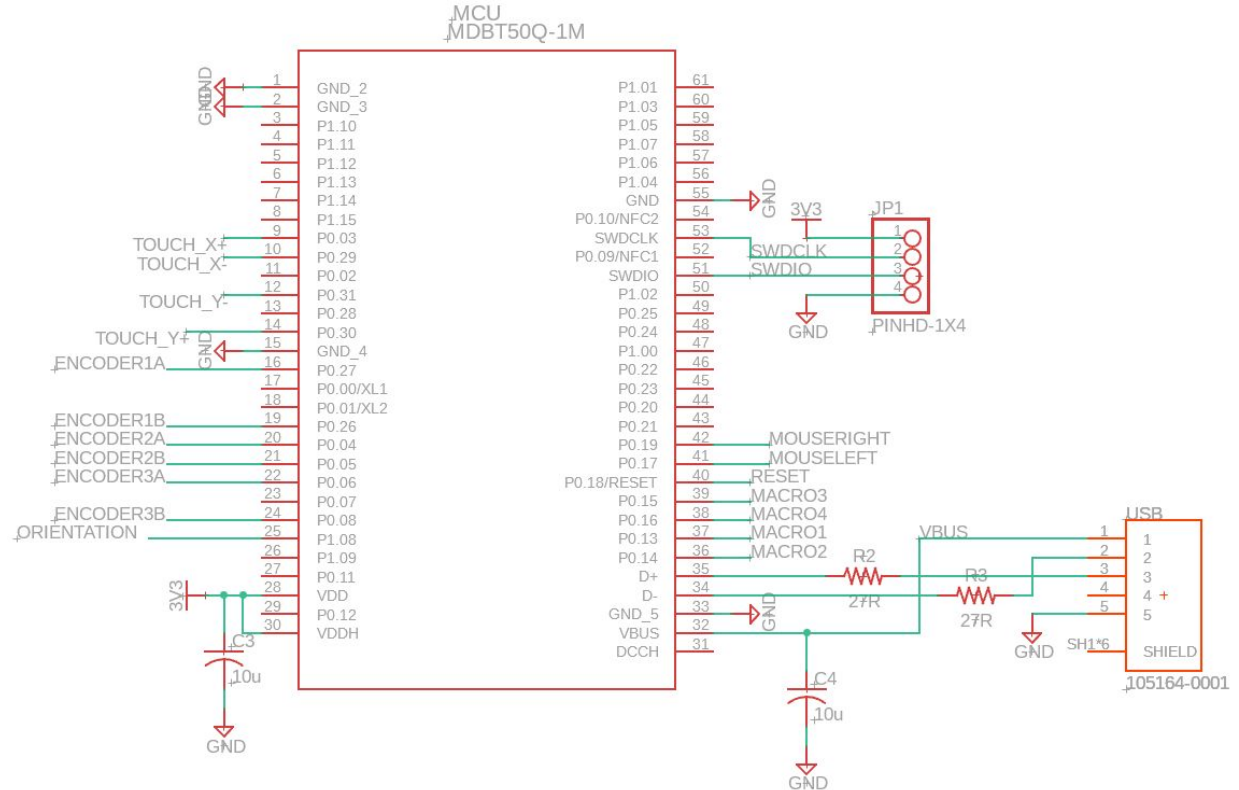 MCU
MDBT50Q-1M
GND
GND
1 GND_2
2 GND_3
3 P1.10
4 P1.11
5 P1.12
6 P1.13
7 P1.14
8 P1.15
TOUCH_X+ 9 P0.03
TOUCH_X- 10 P0.29
11 P0.02
TOUCH_Y- 12 P0.31
13 P0.28
TOUCH_Y+ 14 P0.30
GND 15 GND_4
ENCODER1A 16 P0.27
17 P0.00/XL1
18 P0.01/XL2
ENCODER1B 19 P0.26
ENCODER2A 20 P0.04
ENCODER2B 21 P0.05
ENCODER3A 22 P0.06
23 P0.07
ENCODER3B 24 P0.08
ORIENTATION 25 P1.08
26 P1.09
27 P0.11
3V3 28 VDD
29 P0.12
30 VDDH
C3
10u
GND
P1.01 61
P1.03 60
P1.05 59
P1.07 58
P1.06 57
P1.04 56
GND 55 GND
P0.10/NFC2 54
SWDCLK 53
P0.09/NFC1 52
SWDIO 51
P1.02 50
P0.25 49
P0.24 48
P1.00 47
P0.22 46
P0.23 45
P0.20 44
P0.21 43
P0.19 42 MOUSERIGHT
P0.17 41 MOUSELEFT
P0.18/RESET 40 RESET
P0.15 39 MACRO3
P0.16 38 MACRO4
P0.13 37 MACRO1
P0.14 36 MACRO2
D+ 35
D- 34
GND_5 33 GND
VBUS 32
DCCH 31
3V3
JP1
1
SWDCLK 2
SWDIO 3
4
GND
PINHD-1X4
R2
27R
R3
27R
VBUS
C4
10u
GND
USB
1 1
2 2
3 3
4 4
5 5
GND
SH1*6 SHIELD
105164-0001